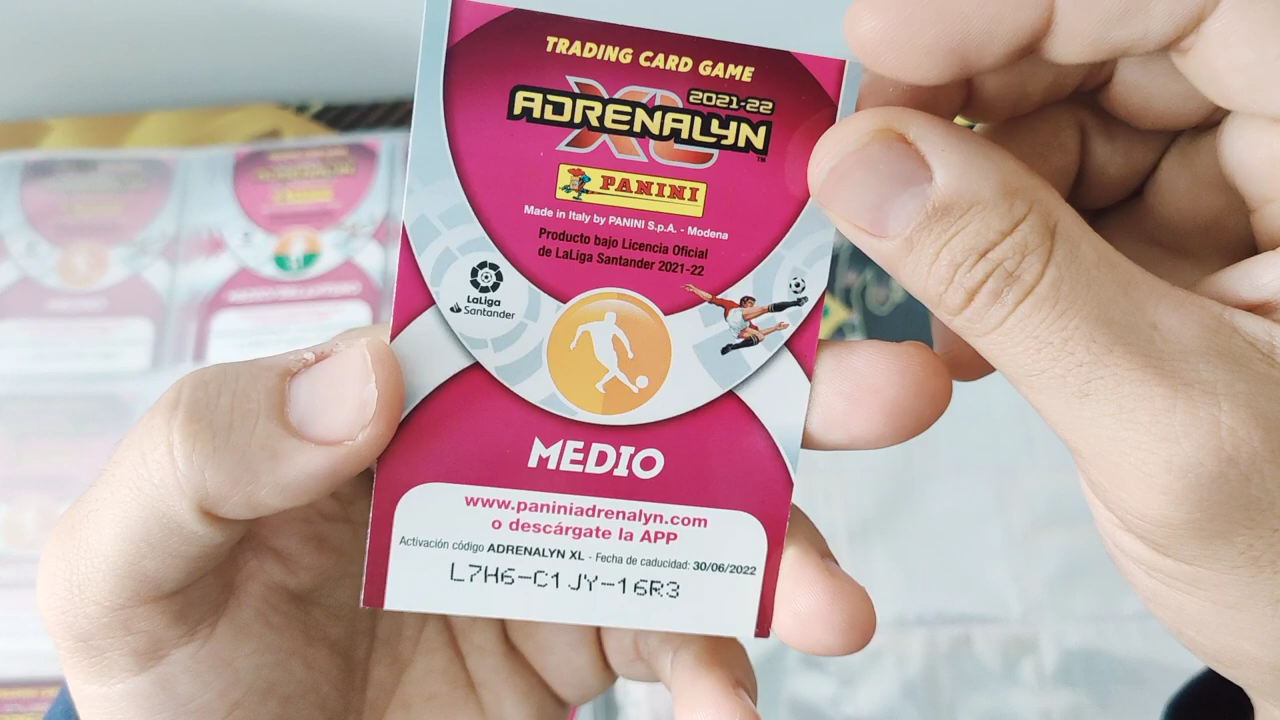 TRADING CARD GAME
2021-22
ADRENALYN XL™
PANINI
Made in Italy by PANINI S.p.A. - Modena
Producto bajo Licencia Oficial
de LaLiga Santander 2021-22
LaLiga
Santander
MEDIO
www.paniniadrenalyn.com
o descárgate la APP
Activación código ADRENALYN XL - Fecha de caducidad: 30/06/2022
L7H6-C1JY-16R3